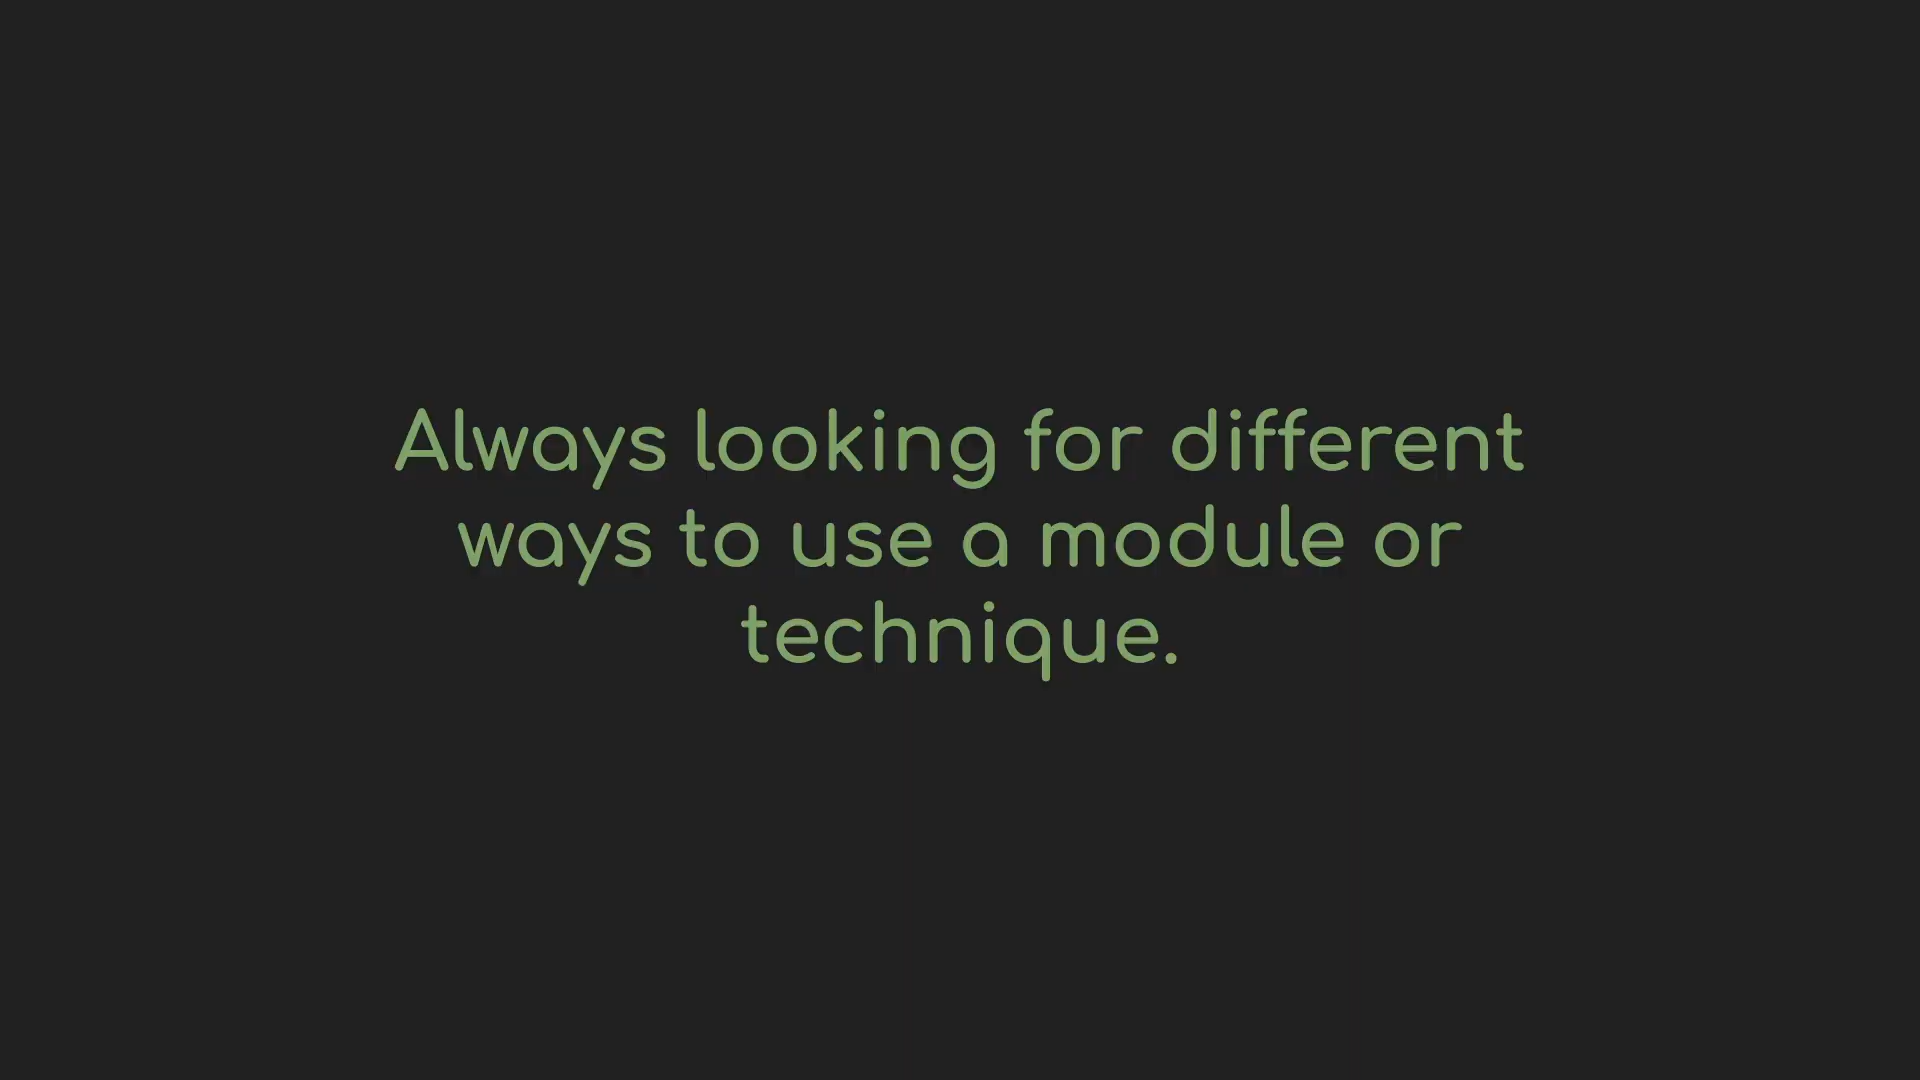 Always looking for different
ways to use a module or
technique.